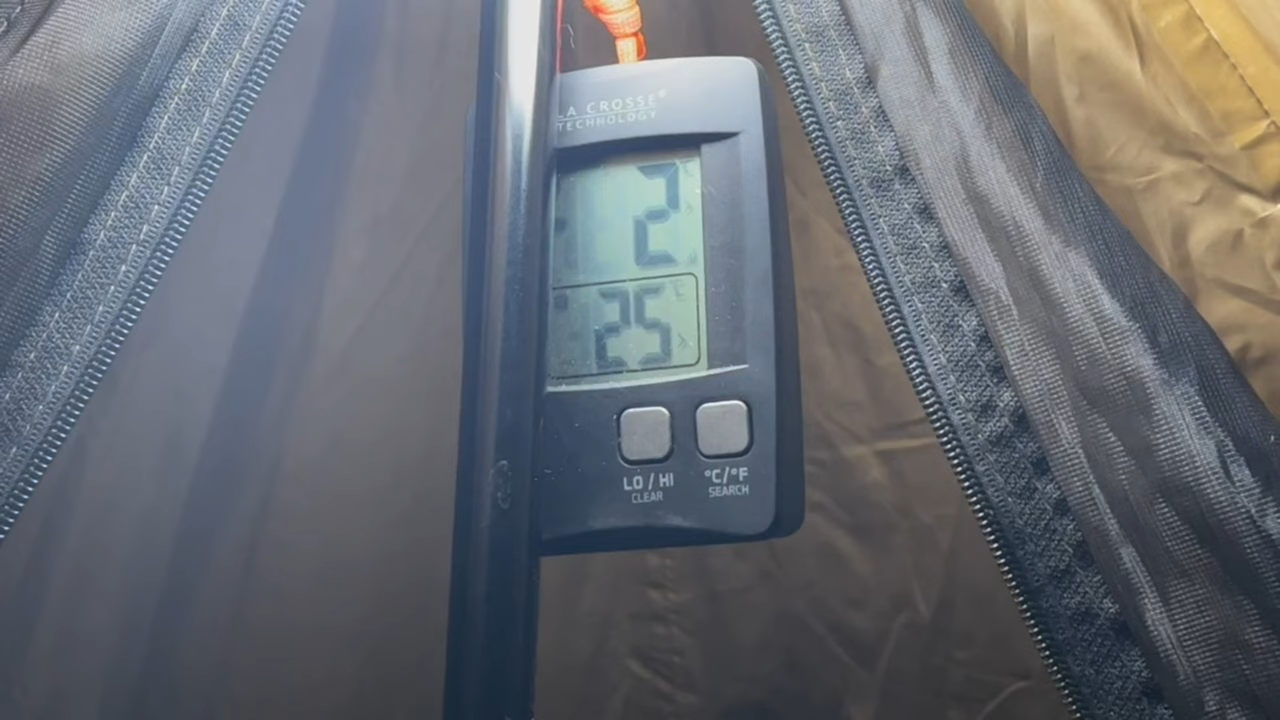 LA CROSSE®
TECHNOLOGY
2
25
LO / HI
CLEAR
°C/°F
SEARCH